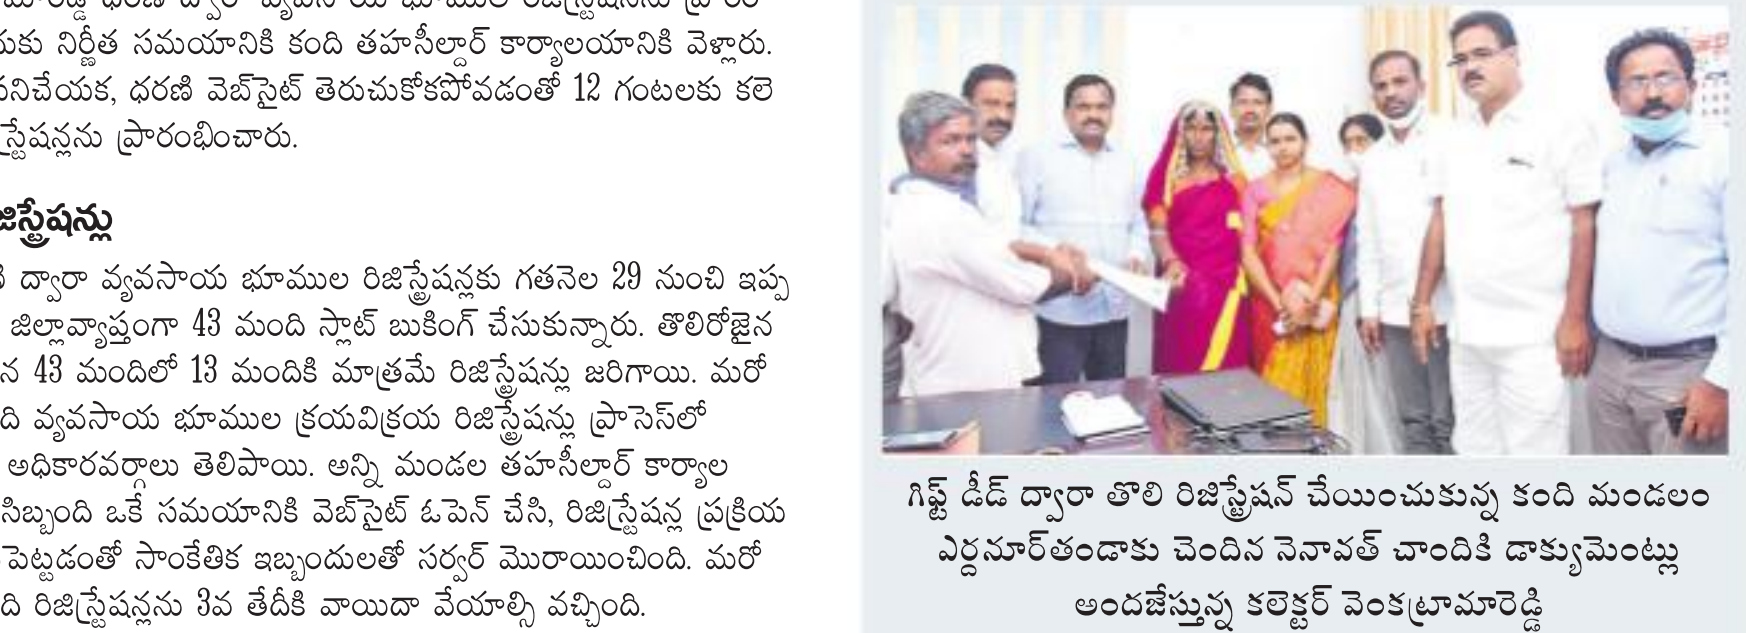 యకు నిర్ణీత సమయానికి కంది తహసీల్దార్ కార్యాలయానికి వెళ్లారు.
పనిచేయక, ధరణి వెబ్‌సైట్ తెరుచుకోకపోవడంతో 12 గంటలకు కలె
స్ట్రేషన్లను ప్రారంభించారు.
జిస్ట్రేషన్లు
ద్వారా వ్యవసాయ భూముల రిజిస్ట్రేషన్లకు గతనెల 29 నుంచి ఇప్ప
జిల్లావ్యాప్తంగా 43 మంది స్లాట్ బుకింగ్ చేసుకున్నారు. తొలిరోజైన
న 43 మందిలో 13 మందికి మాత్రమే రిజిస్ట్రేషన్లు జరిగాయి. మరో
ది వ్యవసాయ భూముల క్రయవిక్రయ రిజిస్ట్రేషన్లు ప్రాసెస్‌లో
అధికారవర్గాలు తెలిపాయి. అన్ని మండల తహసీల్దార్ కార్యాల
సిబ్బంది ఒకే సమయానికి వెబ్‌సైట్ ఓపెన్ చేసి, రిజిస్ట్రేషన్ల ప్రక్రియ
పెట్టడంతో సాంకేతిక ఇబ్బందులతో సర్వర్ మొరాయించింది. మరో
ది రిజిస్ట్రేషన్లను 3వ తేదీకి వాయిదా వేయాల్సి వచ్చింది.
గిఫ్ట్ డీడ్ ద్వారా తొలి రిజిస్ట్రేషన్ చేయించుకున్న కంది మండలం
ఎర్దనూర్‌తండాకు చెందిన నెనావత్ చాందికి డాక్యుమెంట్లు
అందజేస్తున్న కలెక్టర్ వెంకట్రామారెడ్డి